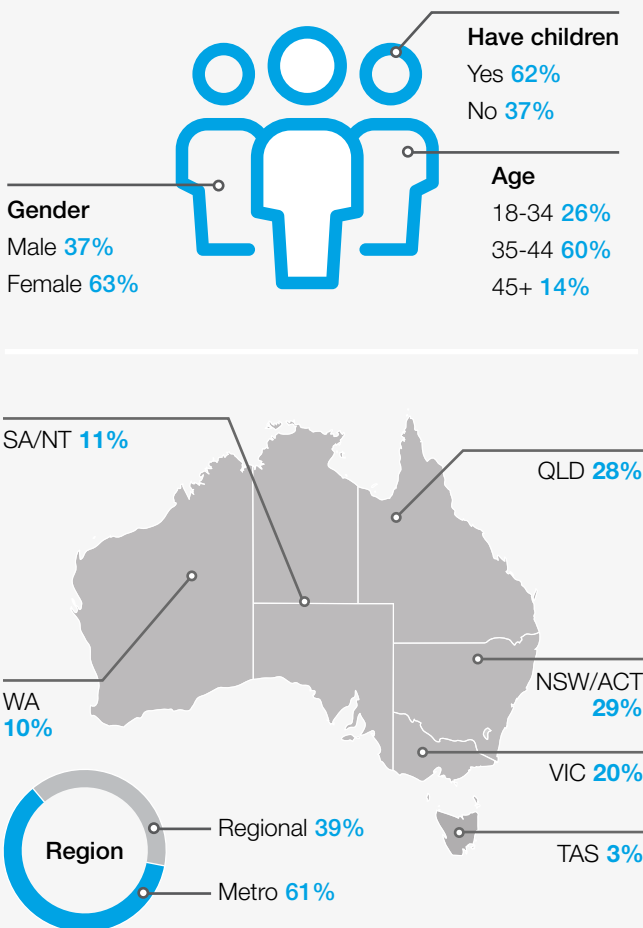 Have children
Yes 62%
No 37%
Age
18-34 26%
35-44 60%
45+ 14%
Gender
Male 37%
Female 63%
SA/NT 11%
QLD 28%
WA
10%
NSW/ACT
29%
VIC 20%
TAS 3%
Region
Regional 39%
Metro 61%